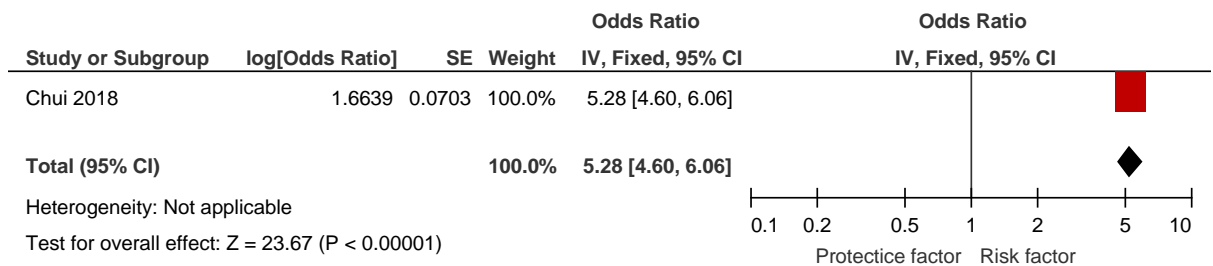 Odds Ratio Odds Ratio
Study or Subgroup log[Odds Ratio] SE Weight IV, Fixed, 95% CI IV, Fixed, 95% CI
Chui 2018 1.6639 0.0703 100.0% 5.28 [4.60, 6.06]
Total (95% CI) 100.0% 5.28 [4.60, 6.06]
Heterogeneity: Not applicable
Test for overall effect: Z = 23.67 (P < 0.00001)
0.1 0.2 0.5 1 2 5 10
Protectice factor Risk factor